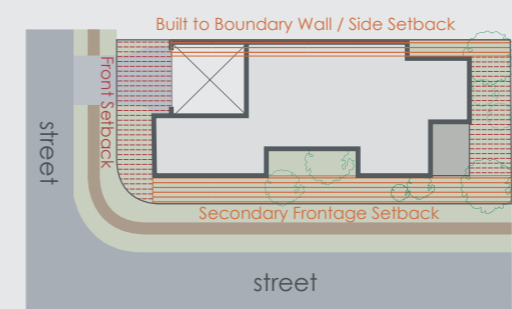 Built to Boundary Wall / Side Setback
Front Setback
street
Secondary Frontage Setback
street